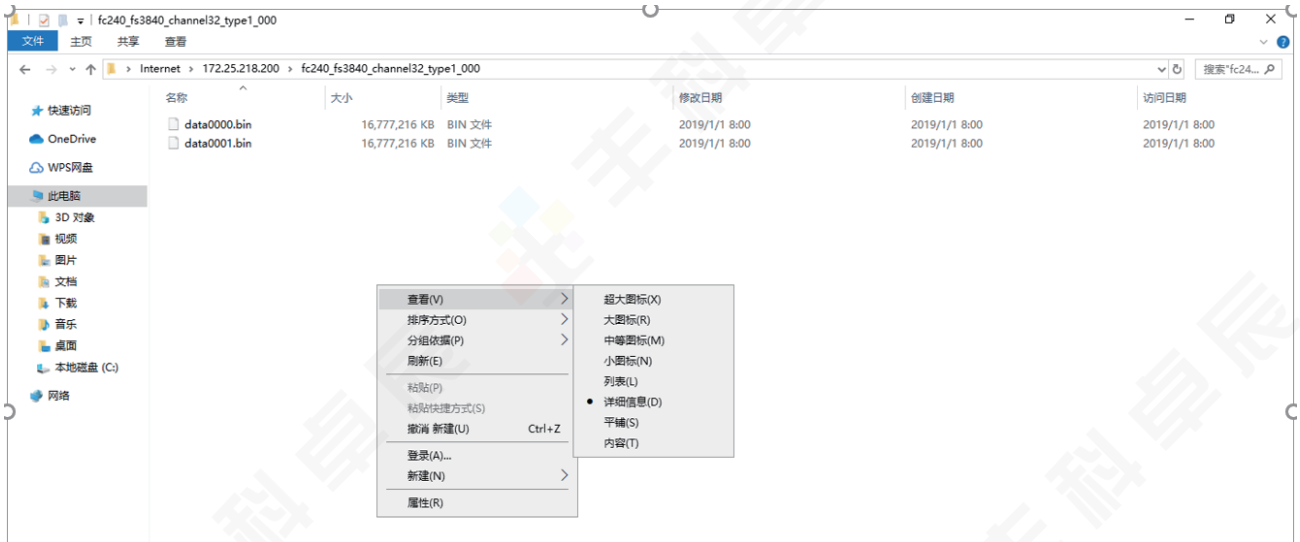 fc240_fs3840_channel32_type1_000
文件 主页 共享 查看
Internet › 172.25.218.200 › fc240_fs3840_channel32_type1_000 搜索"fc24...
名称 大小 类型 修改日期 创建日期 访问日期
data0000.bin 16,777,216 KB BIN 文件 2019/1/1 8:00 2019/1/1 8:00 2019/1/1 8:00
data0001.bin 16,777,216 KB BIN 文件 2019/1/1 8:00 2019/1/1 8:00 2019/1/1 8:00
快速访问
OneDrive
WPS网盘
此电脑
3D 对象
视频
图片
文档
下载
音乐
桌面
本地磁盘 (C:)
网络
查看(V)
排序方式(O)
分组依据(P)
刷新(E)
粘贴(P)
粘贴快捷方式(S)
撤消 新建(U) Ctrl+Z
登录(A)...
新建(N)
属性(R)
超大图标(X)
大图标(R)
中等图标(M)
小图标(N)
列表(L)
详细信息(D)
平铺(S)
内容(T)
丰科卓辰